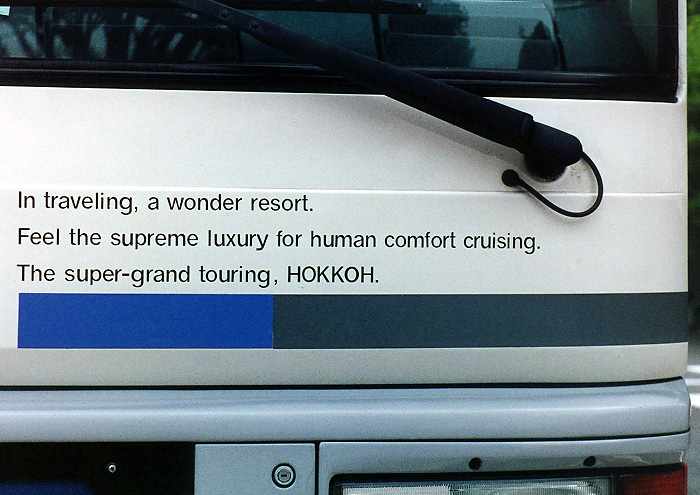 In traveling, a wonder resort.
Feel the supreme luxury for human comfort cruising.
The super-grand touring, HOKKOH.